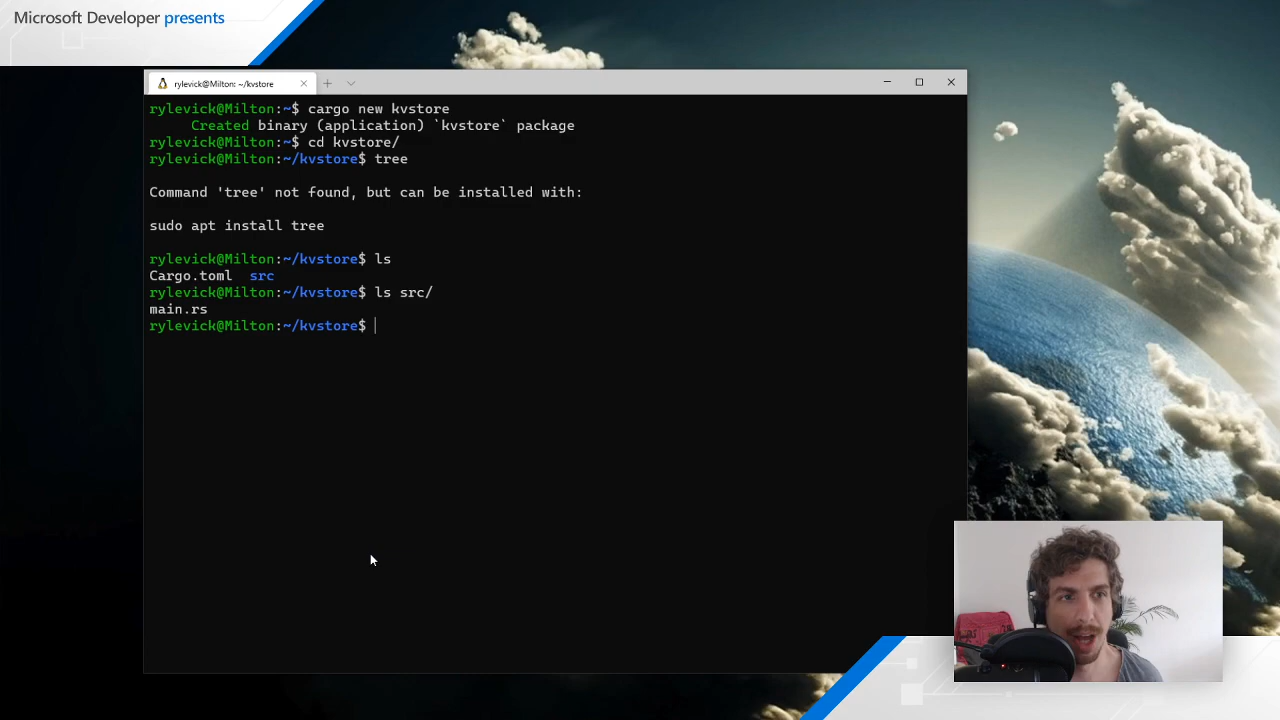 Microsoft Developer presents
rylevick@Milton: ~/kvstore
rylevick@Milton:~$ cargo new kvstore
Created binary (application) `kvstore` package
rylevick@Milton:~$ cd kvstore/
rylevick@Milton:~/kvstore$ tree
Command 'tree' not found, but can be installed with:
sudo apt install tree
rylevick@Milton:~/kvstore$ ls
Cargo.toml  src
rylevick@Milton:~/kvstore$ ls src/
main.rs
rylevick@Milton:~/kvstore$